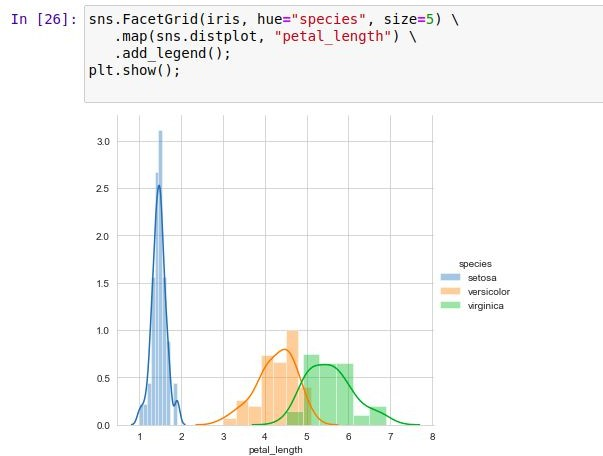 In [26]: sns.FacetGrid(iris, hue="species", size=5) \
.map(sns.distplot, "petal_length") \
.add_legend();
plt.show();
3.0
2.5
2.0
1.5
1.0
0.5
0.0
species
setosa
versicolor
virginica
1 2 3 4 5 6 7 8
petal_length